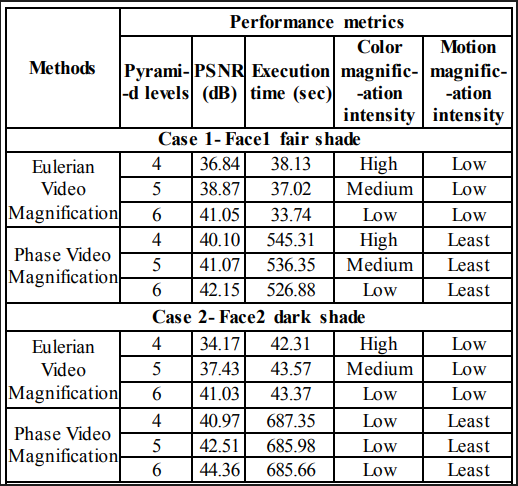 Methods
Performance metrics
Pyrami-
-d levels
PSNR
(dB)
Execution
time (sec)
Color
magnific-
-ation
intensity
Motion
magnific-
-ation
intensity
Case 1- Face1 fair shade
Eulerian
Video
Magnification
4 36.84 38.13 High Low
5 38.87 37.02 Medium Low
6 41.05 33.74 Low Low
Phase Video
Magnification
4 40.10 545.31 High Least
5 41.07 536.35 Medium Least
6 42.15 526.88 Low Least
Case 2- Face2 dark shade
Eulerian
Video
Magnification
4 34.17 42.31 High Low
5 37.43 43.57 Medium Low
6 41.03 43.37 Low Low
Phase Video
Magnification
4 40.97 687.35 Low Least
5 42.51 685.98 Low Least
6 44.36 685.66 Low Least